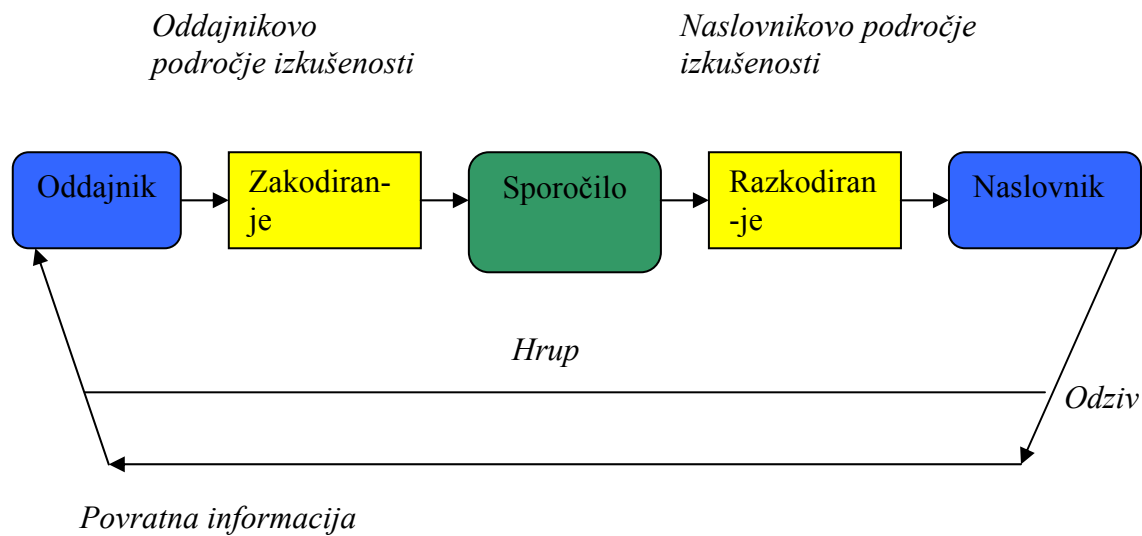 Oddajnikovo
področje izkušenosti
Naslovnikovo področje
izkušenosti
Oddajnik
Zakodiran-
je
Sporočilo
Razkodiran
-je
Naslovnik
Hrup
Odziv
Povratna informacija